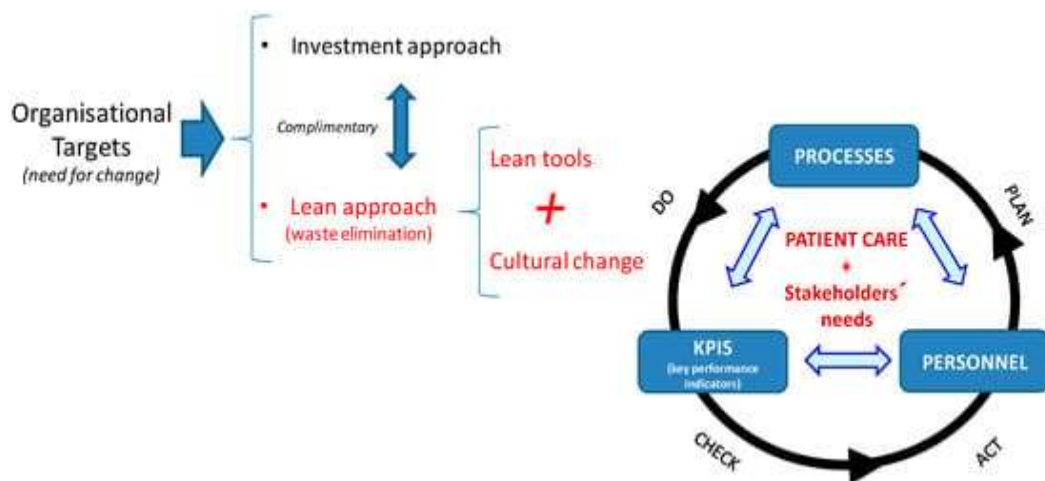 Organisational
Targets
(need for change)
• Investment approach
Complimentary
• Lean approach
(waste elimination)
Lean tools
+
Cultural change
PROCESSES
DO
PLAN
PATIENT CARE
+
Stakeholders´
needs
KPIS
(key performance
indicators)
PERSONNEL
CHECK
ACT